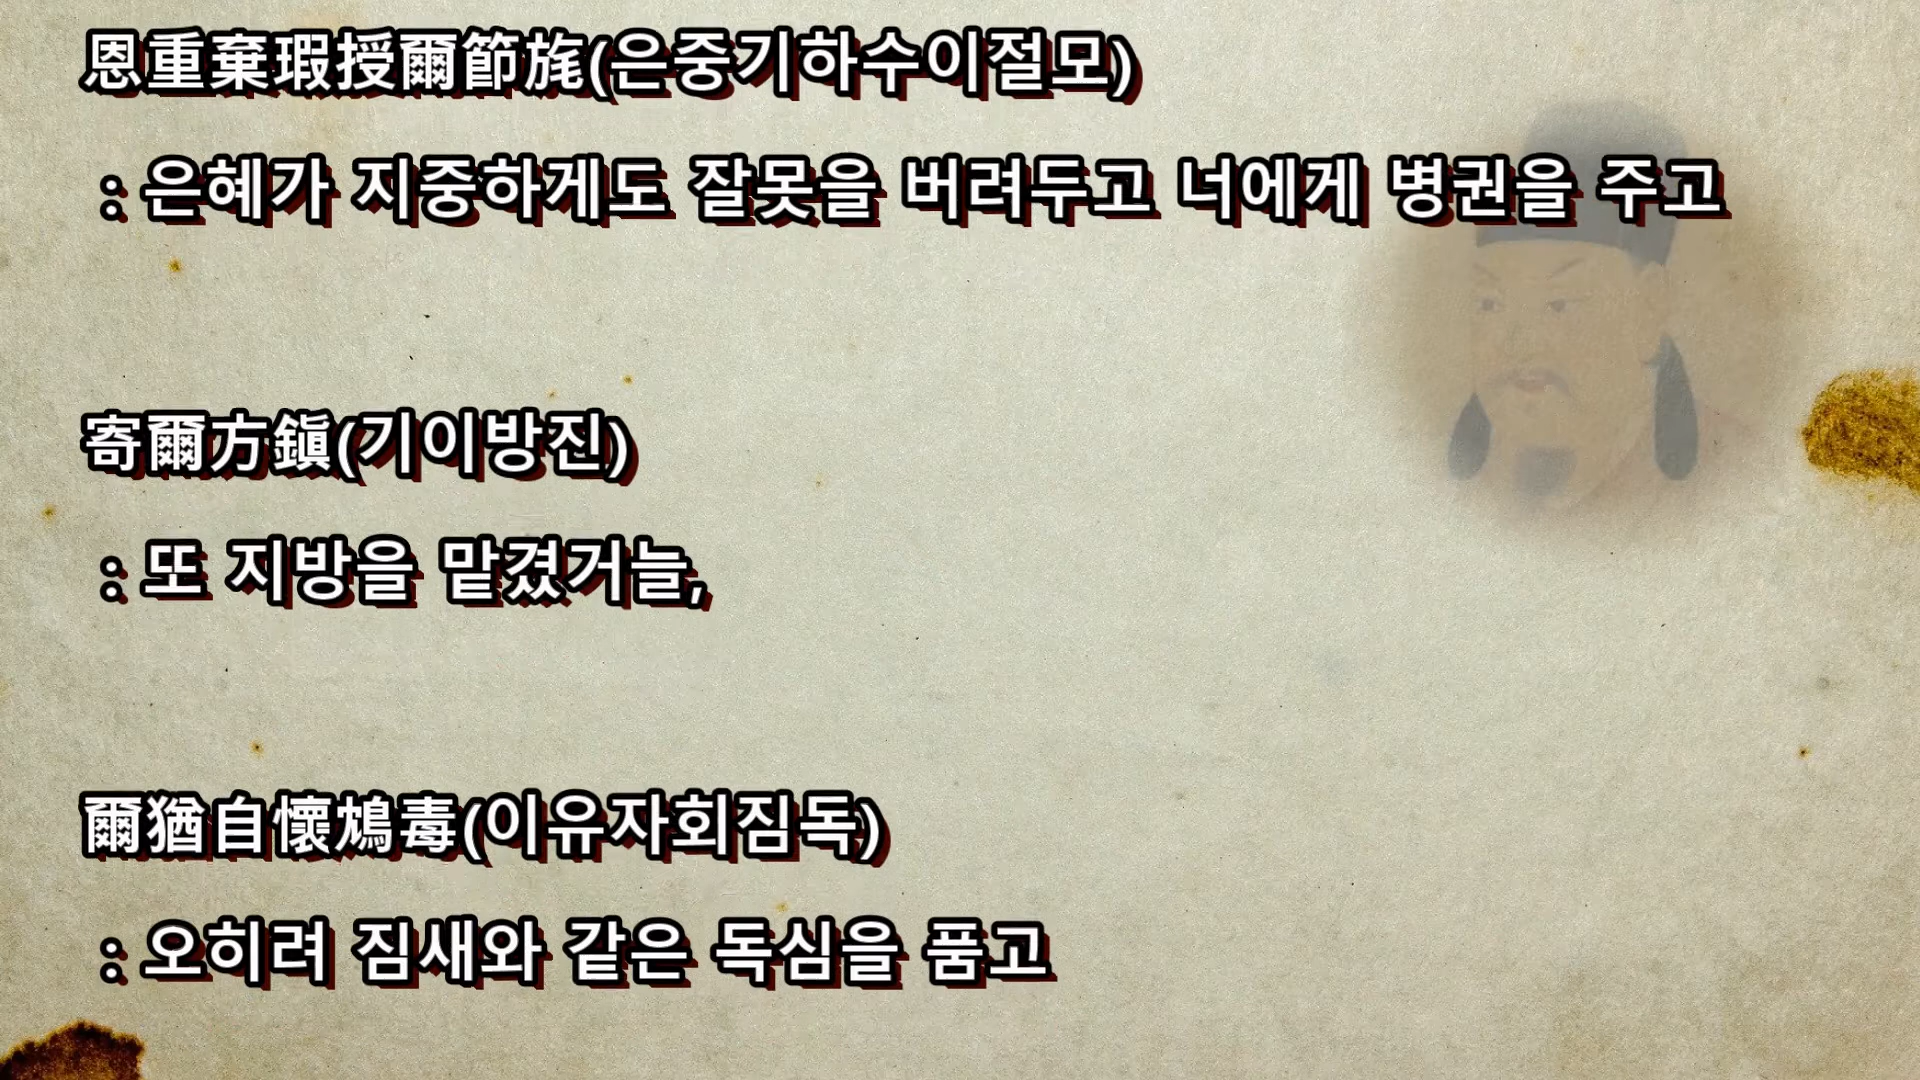 恩重棄瑕授爾節旄(은중기하수이절모)
: 은혜가 지중하게도 잘못을 버려두고 너에게 병권을 주고
寄爾方鎭(기이방진)
: 또 지방을 맡겼거늘,
爾猶自懷鴆毒(이유자회짐독)
: 오히려 짐새와 같은 독심을 품고